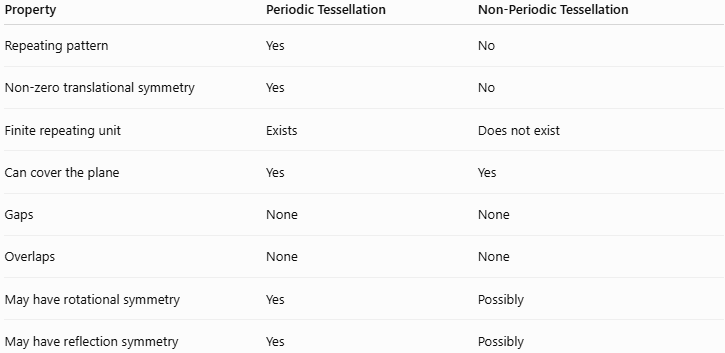 Property Periodic Tessellation Non-Periodic Tessellation
Repeating pattern Yes No
Non-zero translational symmetry Yes No
Finite repeating unit Exists Does not exist
Can cover the plane Yes Yes
Gaps None None
Overlaps None None
May have rotational symmetry Yes Possibly
May have reflection symmetry Yes Possibly